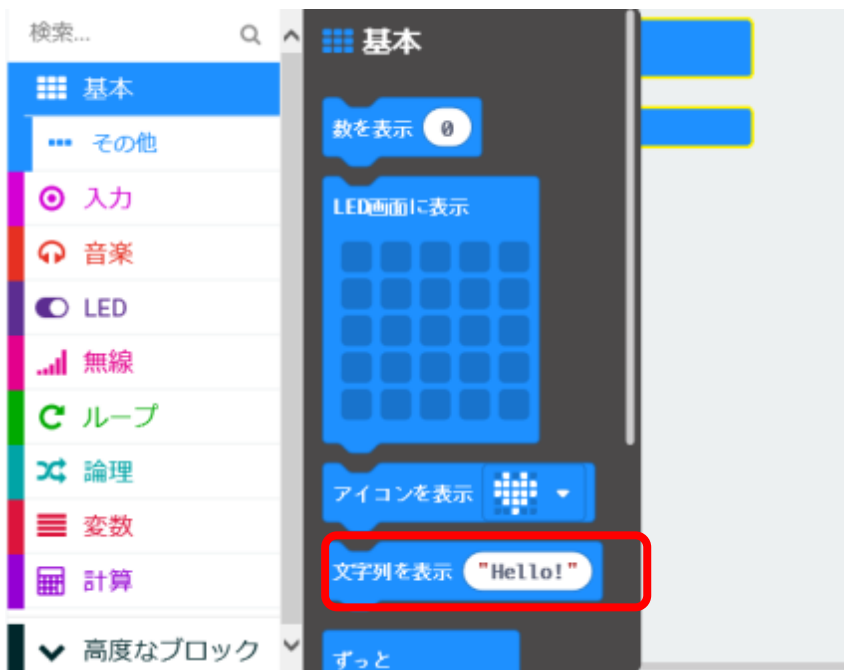 検索...
基本
その他
入力
音楽
LED
無線
ループ
論理
変数
計算
高度なブロック
基本
数を表示 0
LED画面に表示
アイコンを表示
文字列を表示 "Hello!"
ずっと